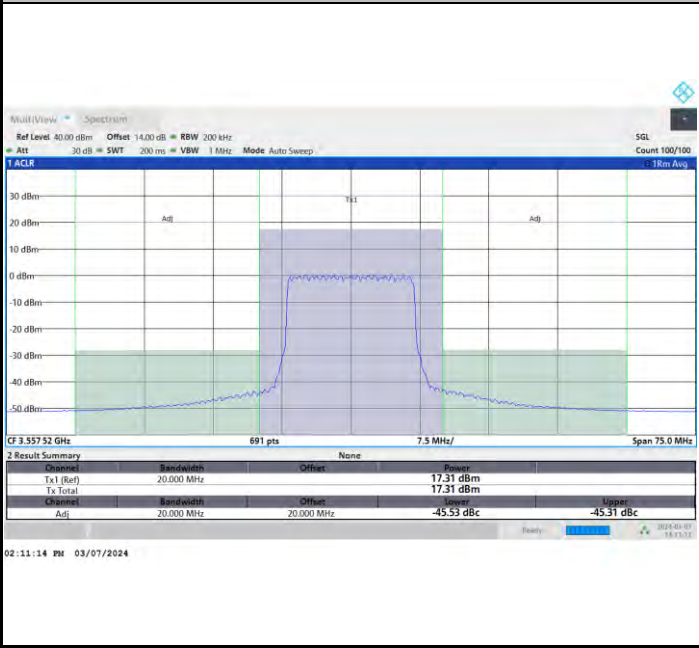 MultiView Spectrum
Ref Level 40.00 dBm Offset 14.00 dB RBW 200 kHz SGL
Att 30 dB SWT 200 ms VBW 1 MHz Mode Auto Sweep Count 100/100
1 ACLR 1Rm Avg
Tx1
30 dBm
Adj Adj
20 dBm
10 dBm
0 dBm
-10 dBm
-20 dBm
-30 dBm
-40 dBm
-50 dBm
CF 3.557 52 GHz 691 pts 7.5 MHz/ Span 75.0 MHz
2 Result Summary None
Channel Bandwidth Offset Power
Tx1 (Ref) 20.000 MHz 17.31 dBm
Tx Total 17.31 dBm
Channel Bandwidth Offset Lower Upper
Adj 20.000 MHz 20.000 MHz -45.53 dBc -45.31 dBc
Ready
02:11:14 PM 03/07/2024